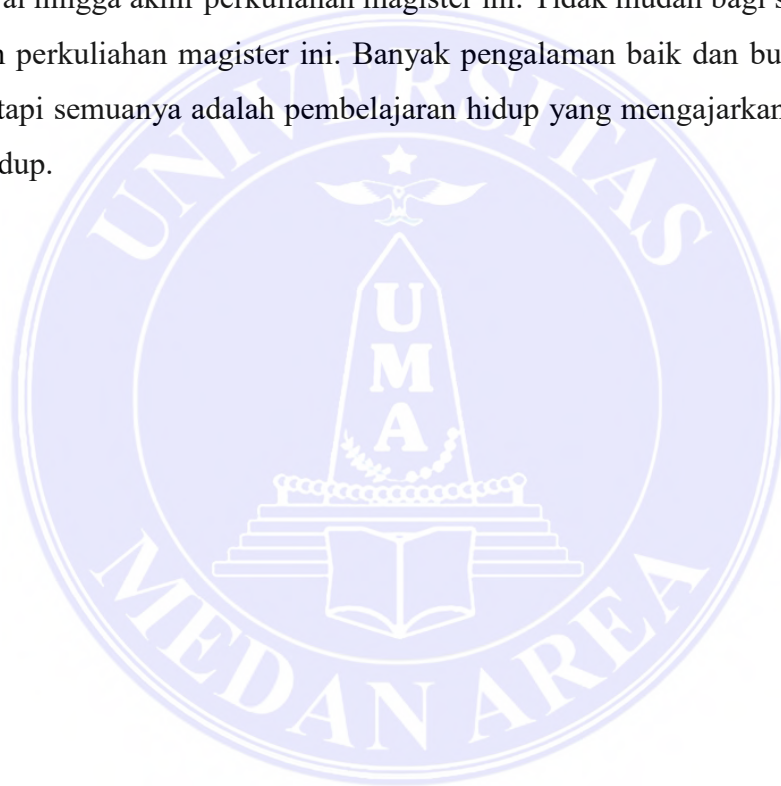 hingga akhir perkuliahan magister ini. Tidak mudah bagi
perkuliahan magister ini. Banyak pengalaman baik dan bu
tapi semuanya adalah pembelajaran hidup yang mengajarkan
dup.
UNIVERSITAS
U
M
A
MEDAN AREA